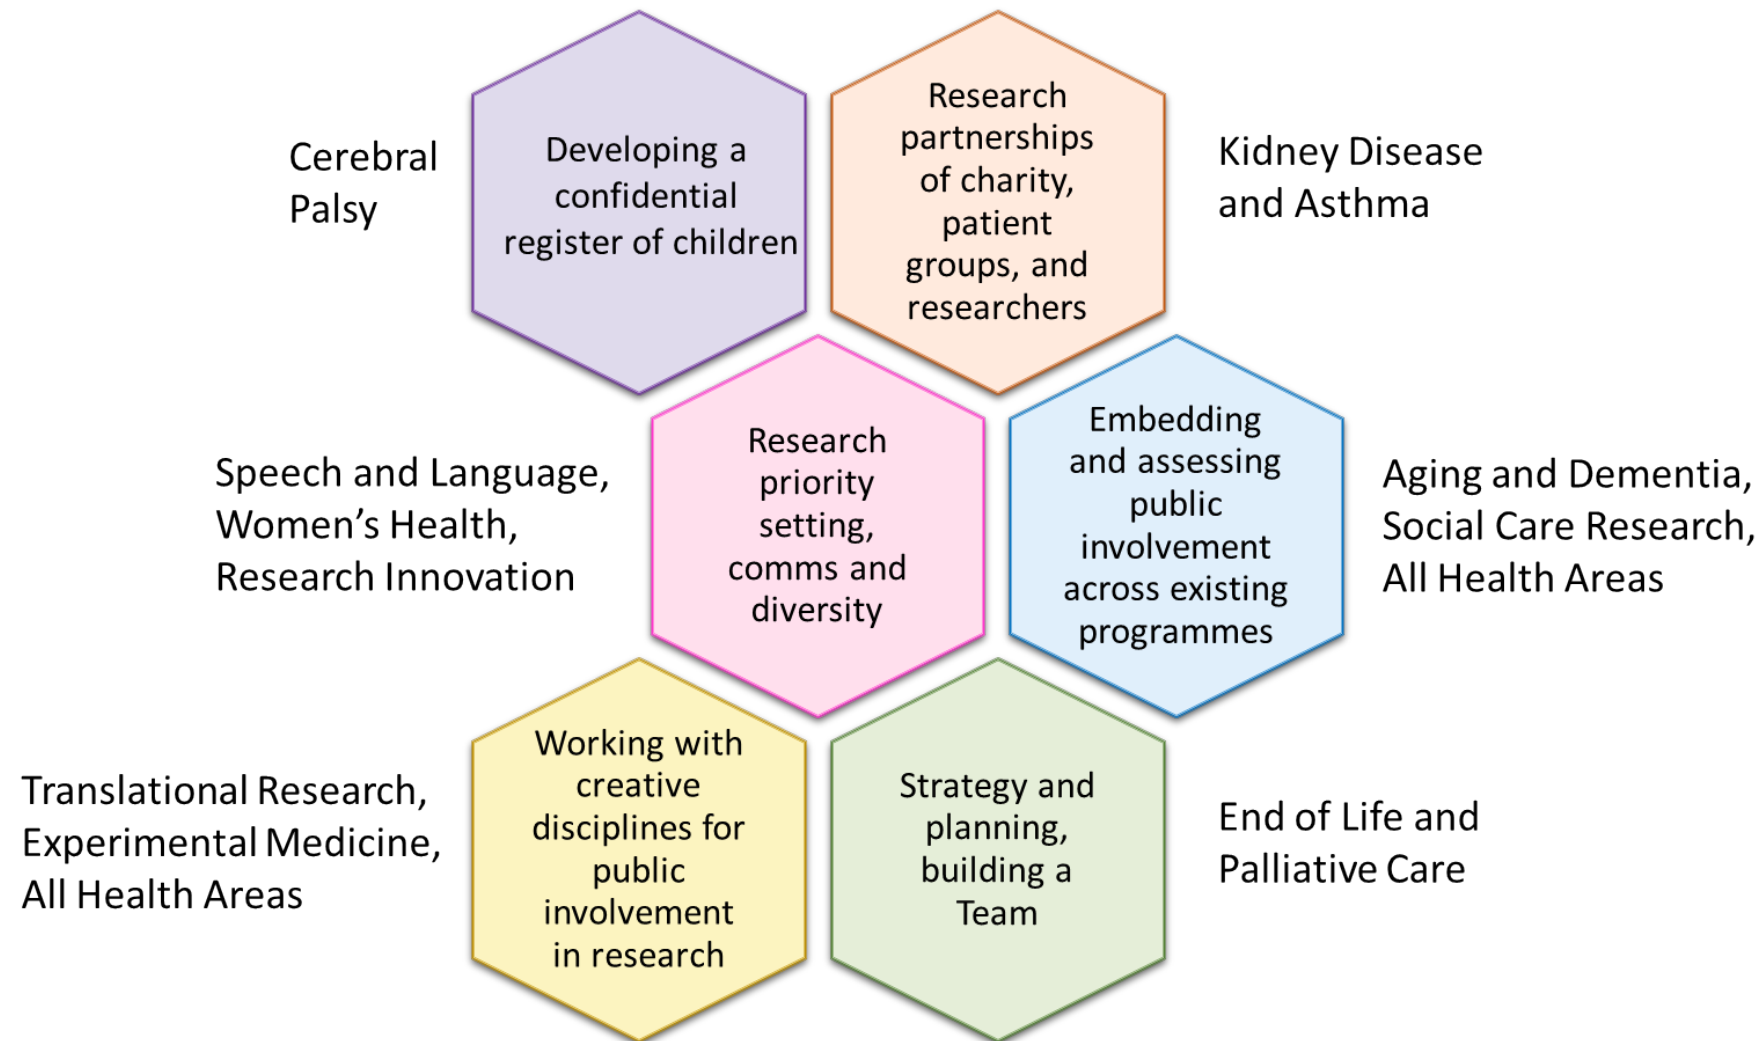 Cerebral
Palsy
Developing a
confidential
register of children
Research
partnerships
of charity,
patient
groups, and
researchers
Kidney Disease
and Asthma
Speech and Language,
Women’s Health,
Research Innovation
Research
priority
setting,
comms and
diversity
Embedding
and assessing
public
involvement
across existing
programmes
Aging and Dementia,
Social Care Research,
All Health Areas
Translational Research,
Experimental Medicine,
All Health Areas
Working with
creative
disciplines for
public
involvement
in research
Strategy and
planning,
building a
Team
End of Life and
Palliative Care